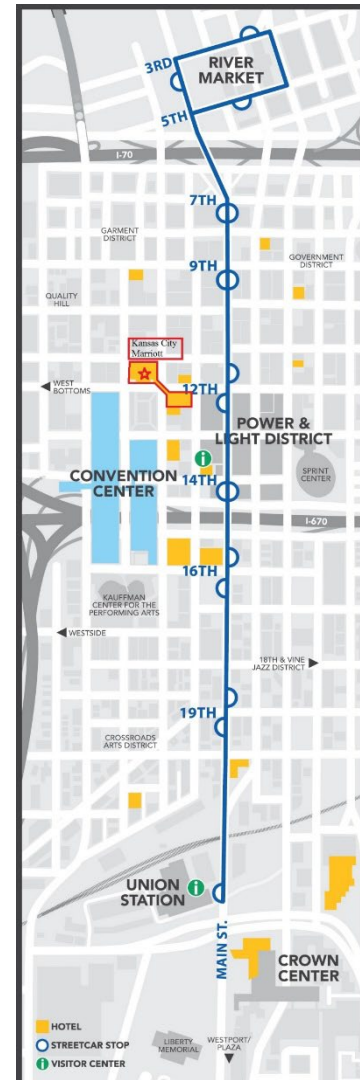 3RD
RIVER
MARKET
5TH
I-70
7TH
GARMENT
DISTRICT
9TH
GOVERNMENT
DISTRICT
QUALITY
HILL
Kansas City
Marriott
WEST
BOTTOMS
12TH
POWER &
LIGHT DISTRICT
i
CONVENTION
CENTER
14TH
SPRINT
CENTER
I-670
16TH
KAUFFMAN
CENTER FOR THE
PERFORMING ARTS
WESTSIDE
18TH & VINE
JAZZ DISTRICT
19TH
CROSSROADS
ARTS DISTRICT
UNION
STATION
i
MAIN ST.
CROWN
CENTER
HOTEL
STREETCAR STOP
i VISITOR CENTER
LIBERTY
MEMORIAL
WESTPORT/
PLAZA